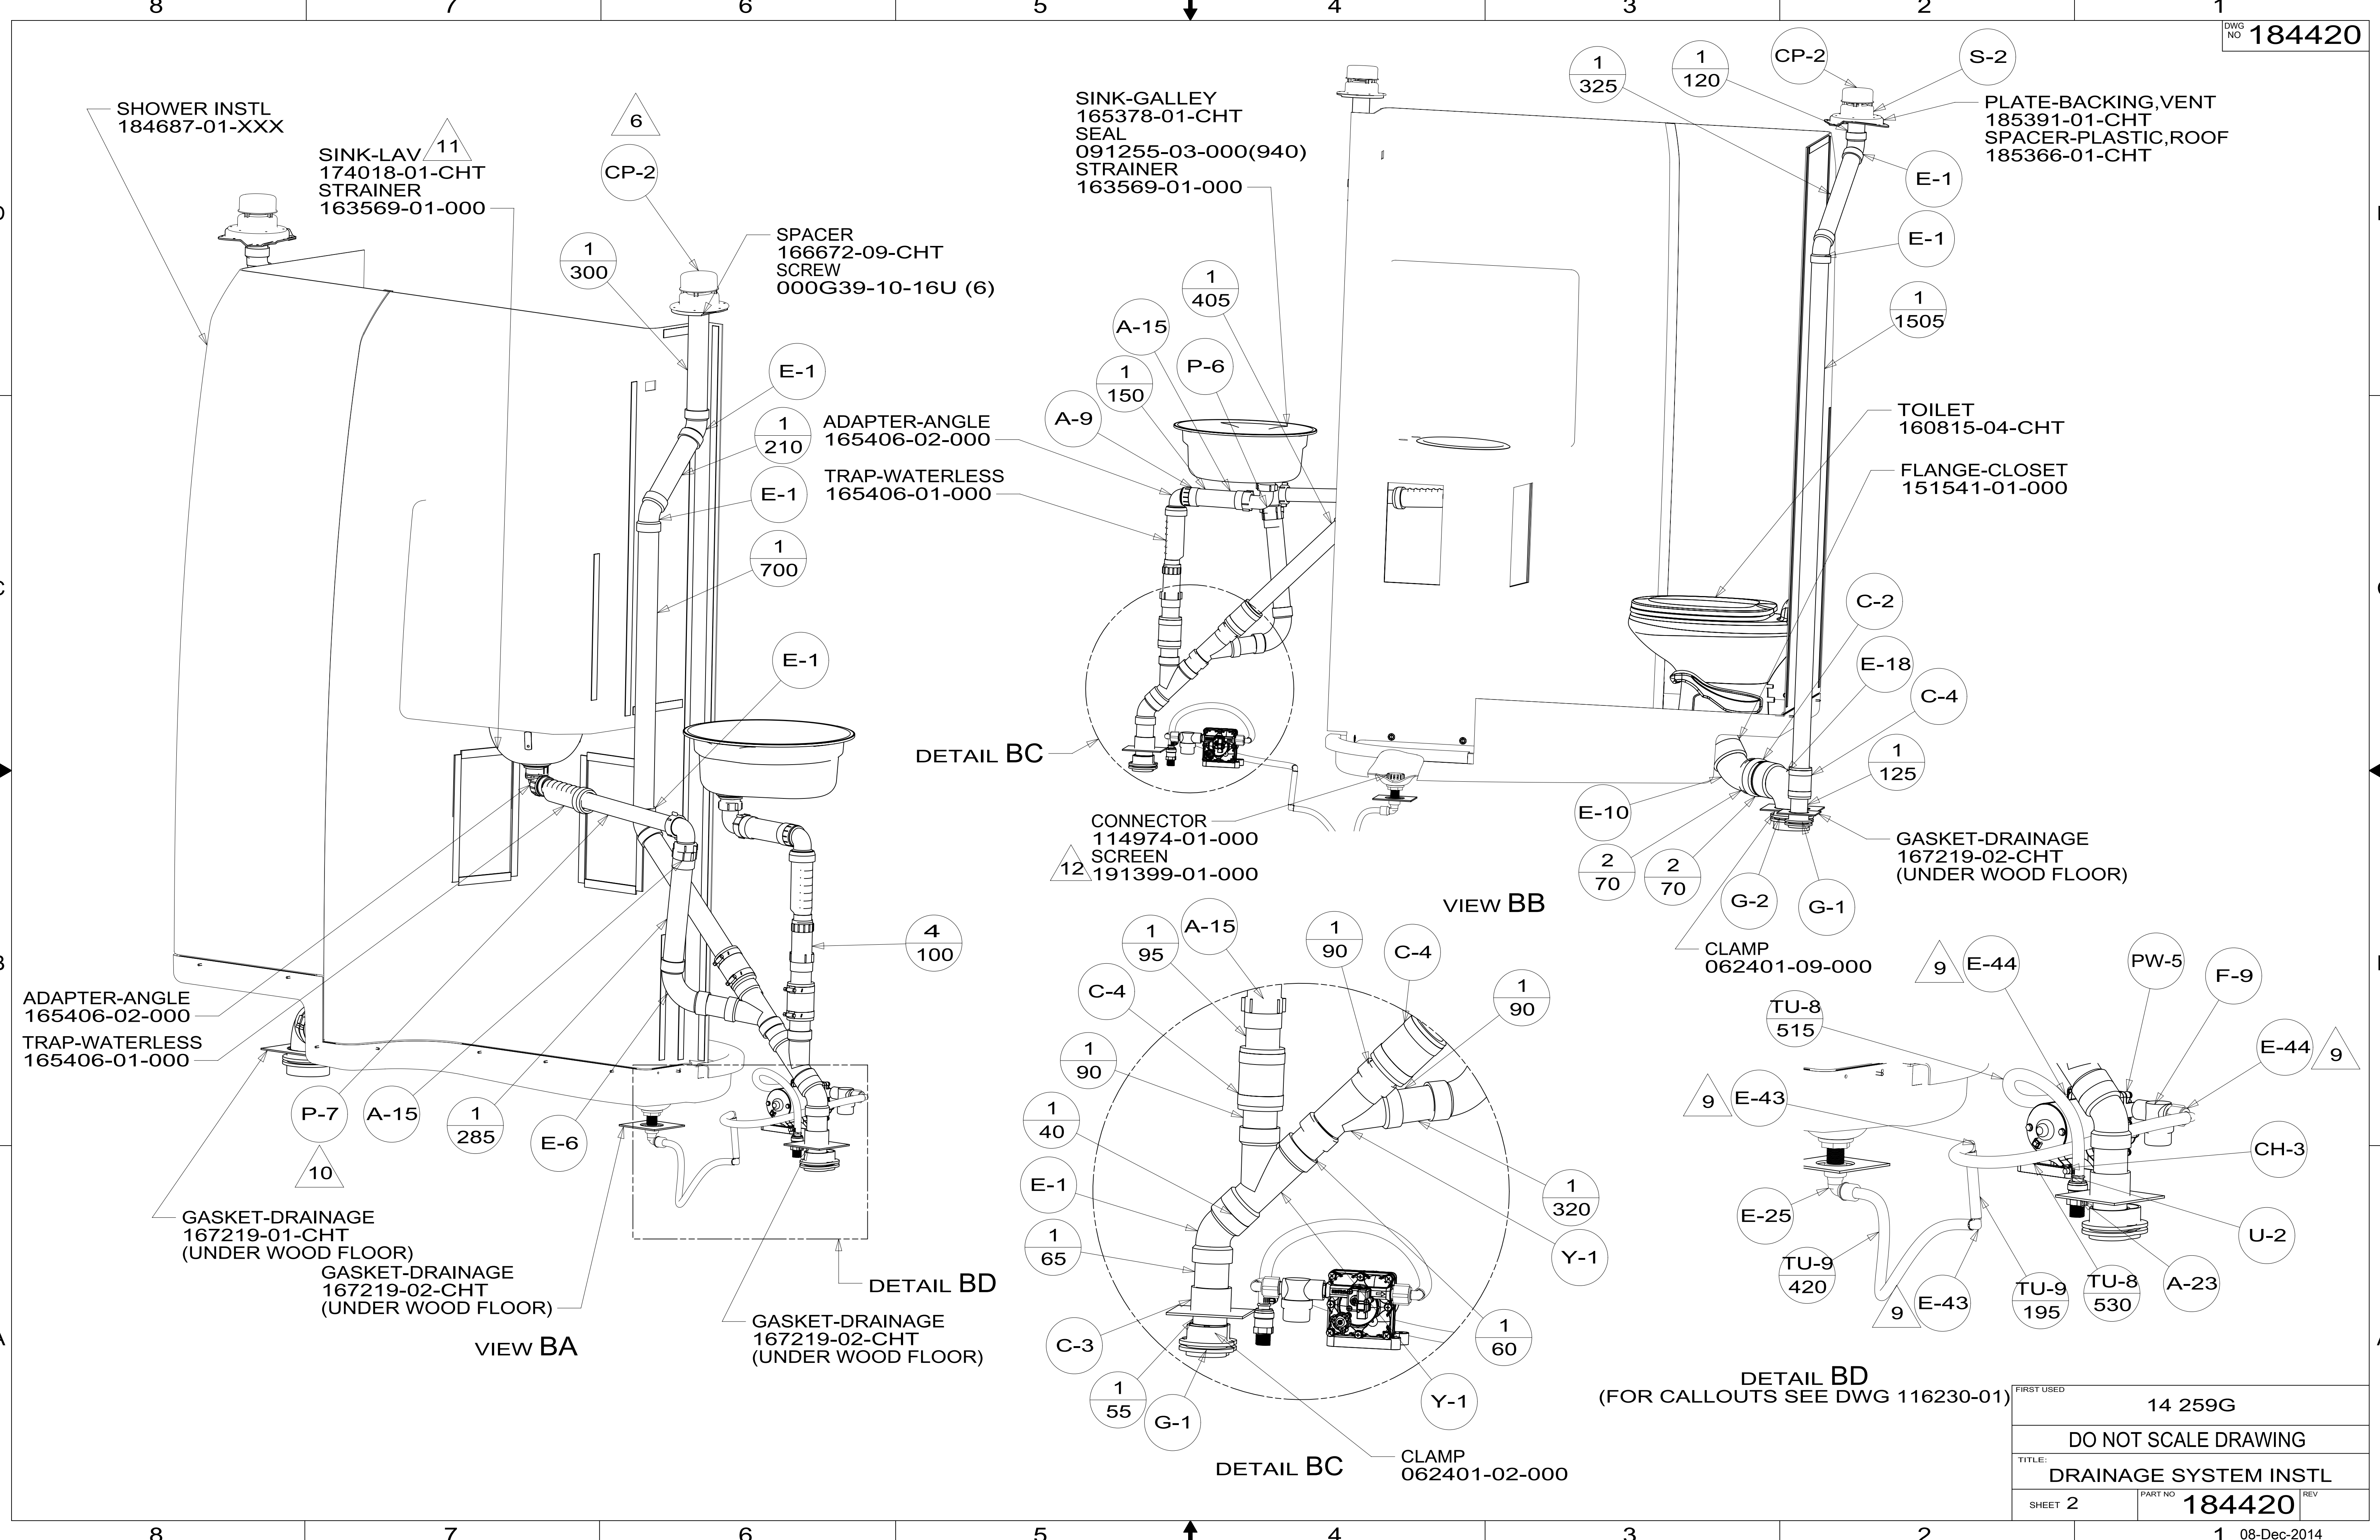 8 7 6 5 4 3 2 1
DWG NO 184420
SHOWER INSTL
184687-01-XXX
SINK-LAV
11
174018-01-CHT
STRAINER
163569-01-000
6
CP-2
1
300
SPACER
166672-09-CHT
SCREW
000G39-10-16U (6)
E-1
1
210
E-1
1
700
E-1
4
100
ADAPTER-ANGLE
165406-02-000
TRAP-WATERLESS
165406-01-000
P-7
10
A-15
1
285
E-6
GASKET-DRAINAGE
167219-01-CHT
(UNDER WOOD FLOOR)
GASKET-DRAINAGE
167219-02-CHT
(UNDER WOOD FLOOR)
VIEW BA
DETAIL BD
GASKET-DRAINAGE
167219-02-CHT
(UNDER WOOD FLOOR)
SINK-GALLEY
165378-01-CHT
SEAL
091255-03-000(940)
STRAINER
163569-01-000
1
405
A-15
P-6
1
150
A-9
ADAPTER-ANGLE
165406-02-000
TRAP-WATERLESS
165406-01-000
DETAIL BC
CONNECTOR
114974-01-000
12
SCREEN
191399-01-000
VIEW BB
1
325
1
120
CP-2
S-2
PLATE-BACKING,VENT
185391-01-CHT
SPACER-PLASTIC,ROOF
185366-01-CHT
E-1
E-1
1
1505
TOILET
160815-04-CHT
FLANGE-CLOSET
151541-01-000
C-2
E-18
C-4
1
125
E-10
2
70
2
70
G-2
G-1
GASKET-DRAINAGE
167219-02-CHT
(UNDER WOOD FLOOR)
CLAMP
062401-09-000
1
95
A-15
1
90
C-4
C-4
1
90
1
90
1
40
E-1
1
65
C-3
1
55
G-1
1
320
Y-1
1
60
Y-1
DETAIL BC
CLAMP
062401-02-000
9
E-44
PW-5
F-9
TU-8
515
E-44
9
9
E-43
CH-3
E-25
U-2
TU-9
420
9
E-43
TU-9
195
TU-8
530
A-23
DETAIL BD
(FOR CALLOUTS SEE DWG 116230-01)
FIRST USED
14 259G
DO NOT SCALE DRAWING
TITLE:
DRAINAGE SYSTEM INSTL
SHEET 2
PART NO 184420
REV
8 7 6 5 4 3 2 1
08-Dec-2014